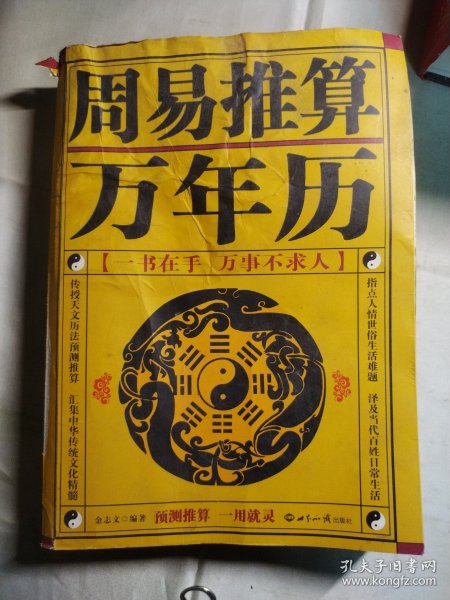 周易推算
万年历
【一书在手 万事不求人】
指点人情世俗生活难题 泽及当代百姓日常生活
传授天文历法预测推算 汇集中华传统文化精髓
金志文◎编著 预测推算 一用就灵 世界知识出版社
孔夫子旧书网
www.kongfz.com